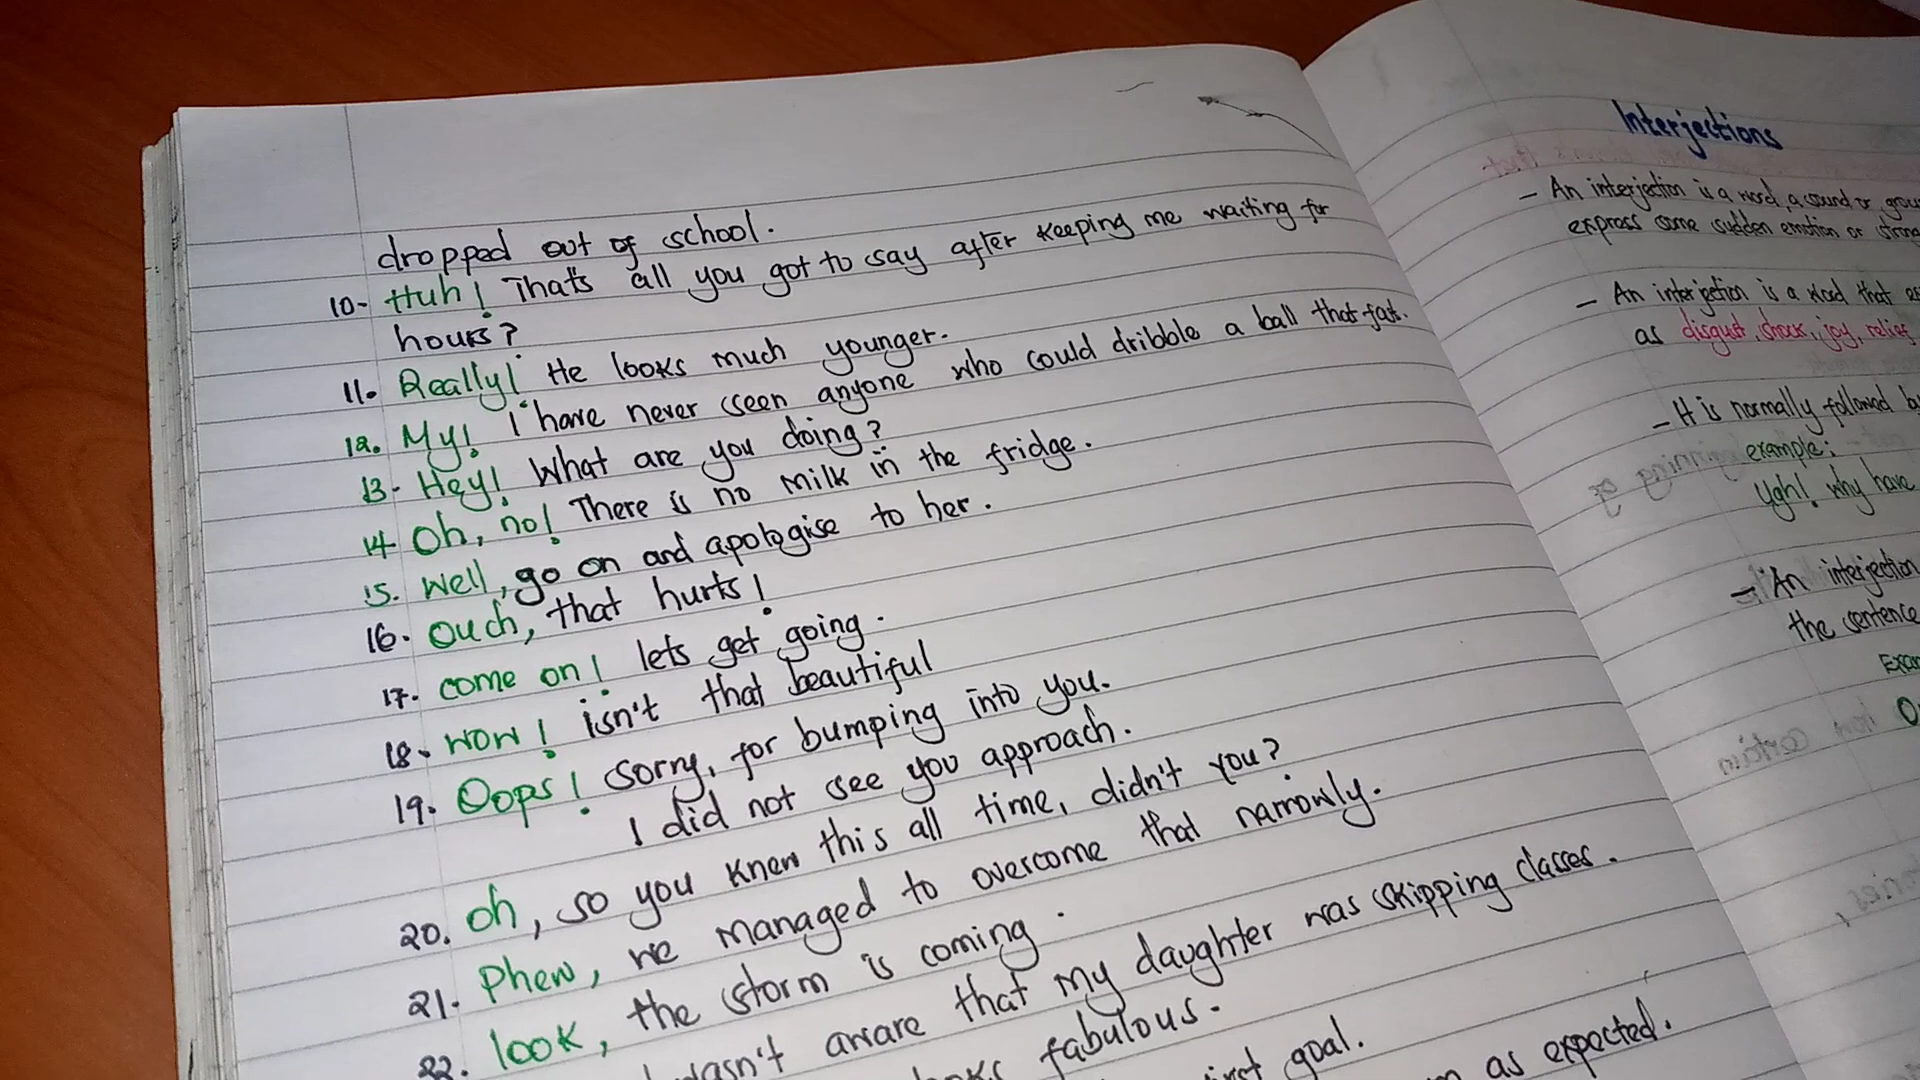 dropped out of school.
10- Huh! That's all you got to say after keeping me waiting for
hours?
11. Really! He looks much younger.
12. My! I have never seen anyone who could dribble a ball that fast.
13. Hey! What are you doing?
14 Oh, no! There is no milk in the fridge.
15. Well, go on and apologise to her.
16. Ouch, that hurts!
17. come on! lets get going.
18. wow! isn't that beautiful
19. Oops! Sorry, for bumping into you.
I did not see you approach.
20. oh, so you knew this all time, didn't you?
21. Phew, we managed to overcome that narrowly.
22. look, the storm is coming.
wasn't aware that my daughter was skipping classes.
fabulous.
goal.
as expected.
Interjections
- An interjection is a word, a sound or
express some sudden emotion or
- An interjection is a word that
as disgust, shock, joy, relief
- It is normally followed
example:
Ugh! why have
- An interjection
the sentence